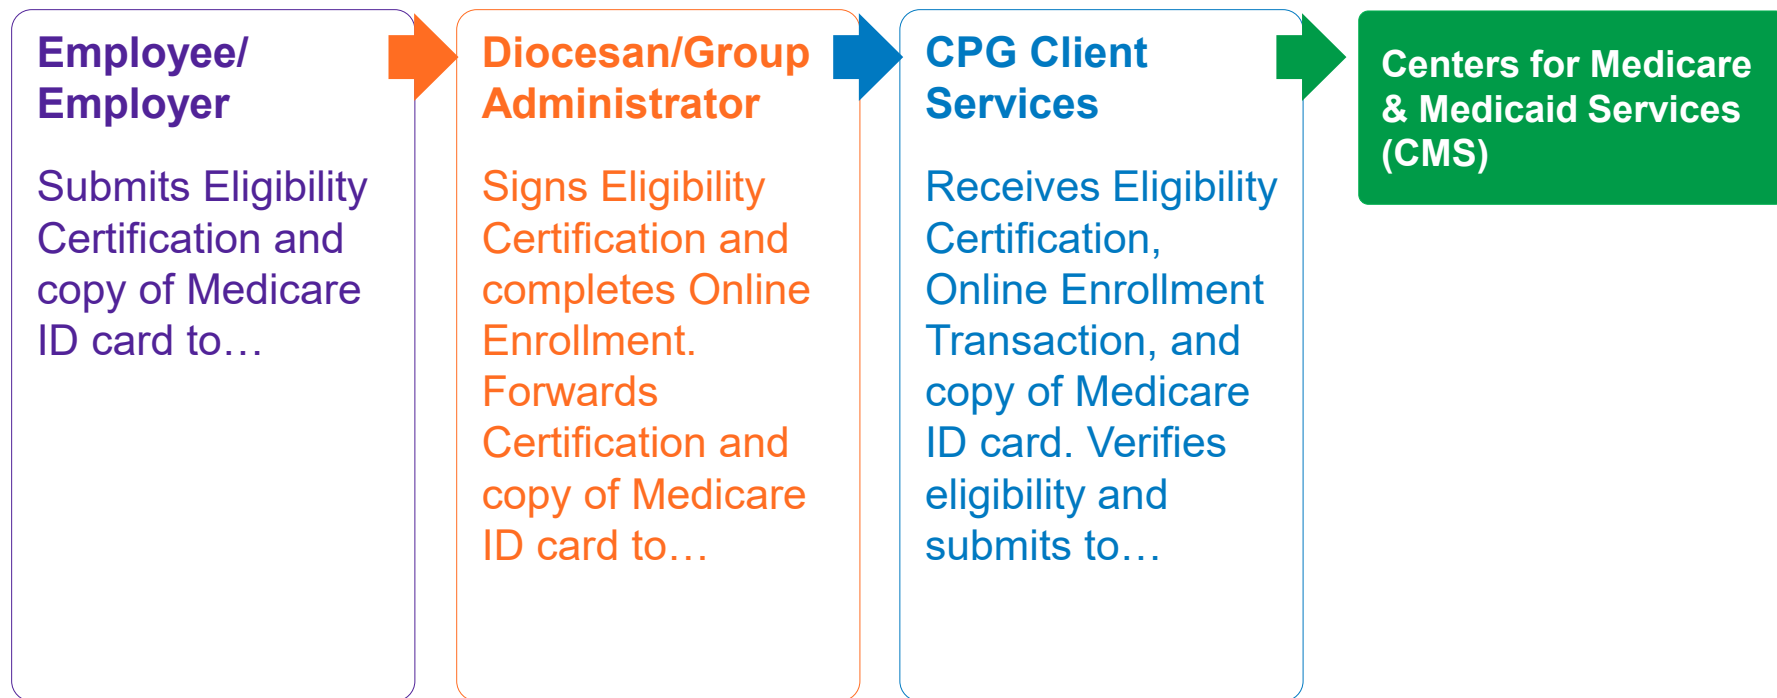 Employee/
Employer
Submits Eligibility
Certification and
copy of Medicare
ID card to…
Diocesan/Group
Administrator
Signs Eligibility
Certification and
completes Online
Enrollment.
Forwards
Certification and
copy of Medicare
ID card to…
CPG Client
Services
Receives Eligibility
Certification,
Online Enrollment
Transaction, and
copy of Medicare
ID card. Verifies
eligibility and
submits to…
Centers for Medicare
& Medicaid Services
(CMS)